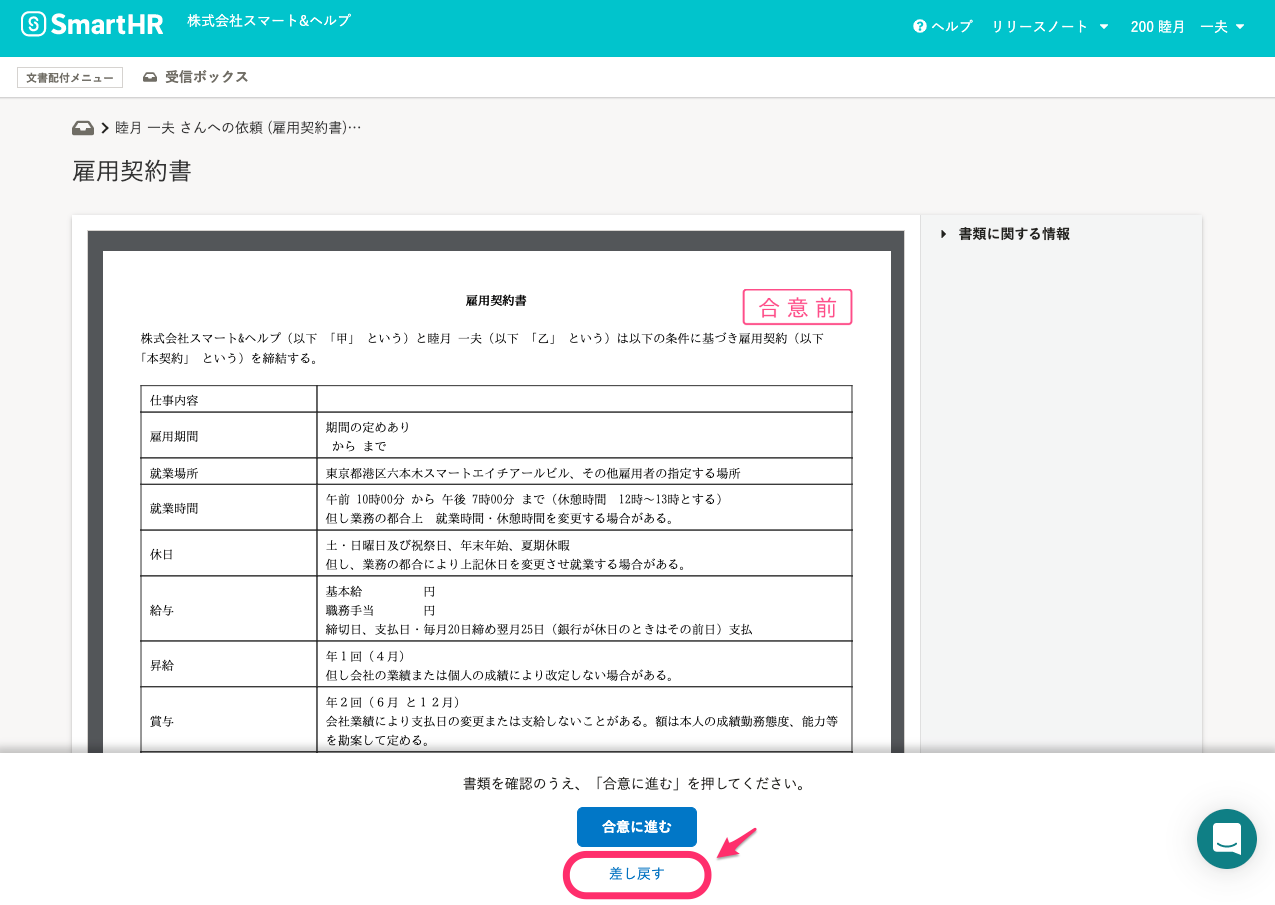 SmartHR
株式会社スマート&ヘルプ
ヘルプ リリースノート 200 睦月 一夫
文書配付メニュー 受信ボックス
睦月 一夫 さんへの依頼 (雇用契約書)…
雇用契約書
書類に関する情報
雇用契約書
合意前
株式会社スマート&ヘルプ（以下 「甲」 という）と睦月 一夫（以下 「乙」 という）は以下の条件に基づき雇用契約（以下
「本契約」 という）を締結する。
仕事内容
雇用期間
期間の定めあり
から まで
就業場所 東京都港区六本木スマートエイチアールビル、その他雇用者の指定する場所
就業時間
午前 10時00分 から 午後 7時00分 まで（休憩時間　12時〜13時とする）
但し業務の都合上　就業時間・休憩時間を変更する場合がある。
休日
土・日曜日及び祝祭日、年末年始、夏期休暇
但し、業務の都合により上記休日を変更させ就業する場合がある。
給与
基本給 円
職務手当 円
締切日、支払日・毎月20日締め翌月25日（銀行が休日のときはその前日）支払
昇給
年１回（４月）
但し会社の業績または個人の成績により改定しない場合がある。
賞与
年２回（６月 と１２月）
会社業績により支払日の変更または支給しないことがある。額は本人の成績勤務態度、能力等
を勘案して定める。
書類を確認のうえ、「合意に進む」を押してください。
合意に進む
差し戻す